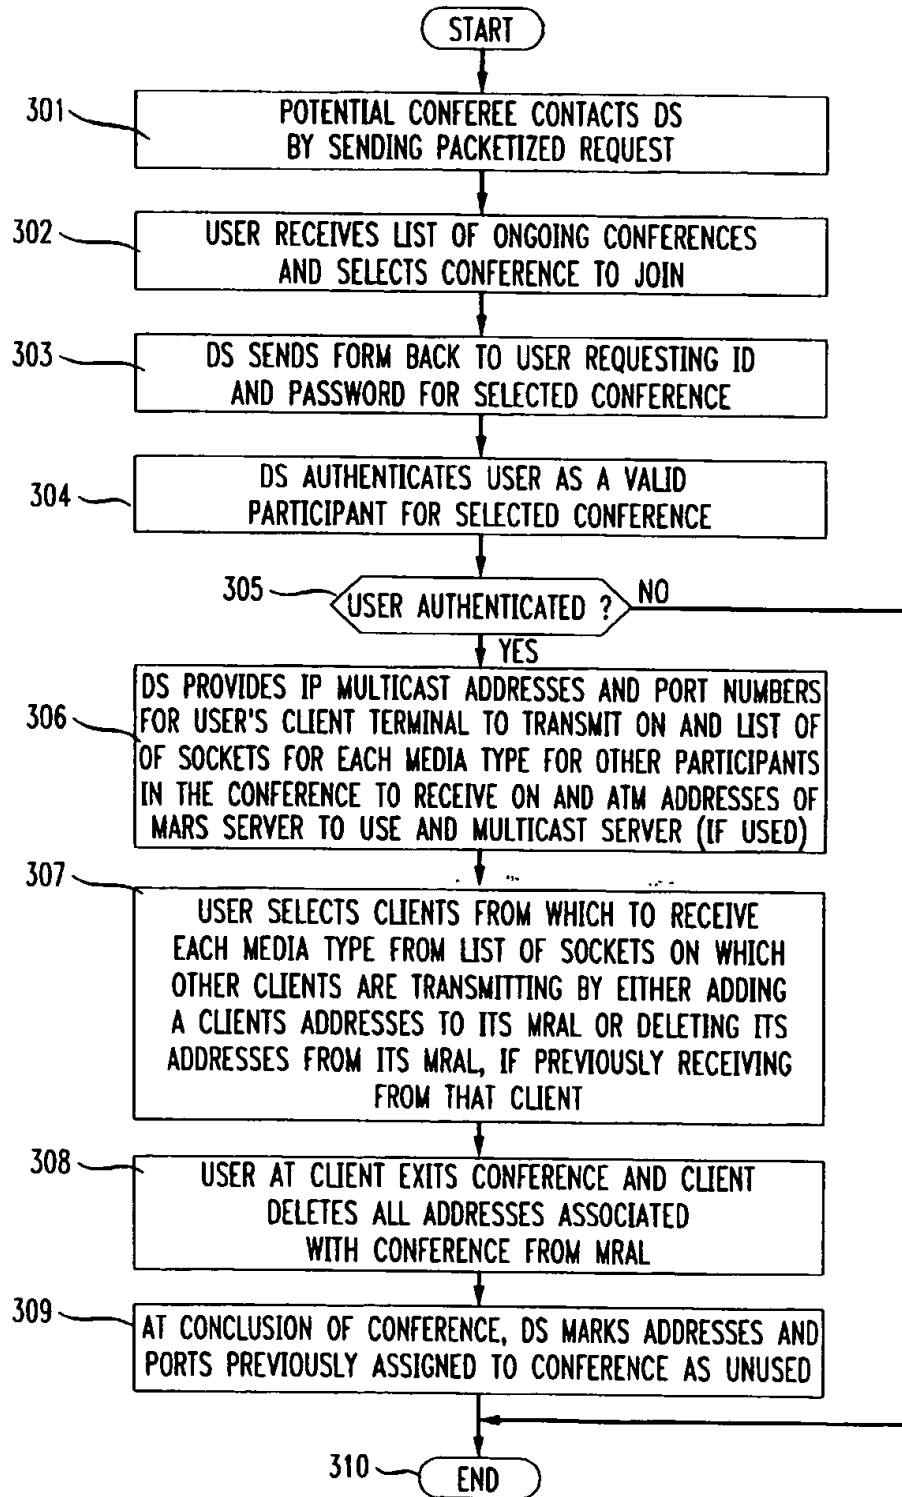 START
301
POTENTIAL CONFEREE CONTACTS DS
BY SENDING PACKETIZED REQUEST
302
USER RECEIVES LIST OF ONGOING CONFERENCES
AND SELECTS CONFERENCE TO JOIN
303
DS SENDS FORM BACK TO USER REQUESTING ID
AND PASSWORD FOR SELECTED CONFERENCE
304
DS AUTHENTICATES USER AS A VALID
PARTICIPANT FOR SELECTED CONFERENCE
305
USER AUTHENTICATED ?
NO
YES
306
DS PROVIDES IP MULTICAST ADDRESSES AND PORT NUMBERS
FOR USER'S CLIENT TERMINAL TO TRANSMIT ON AND LIST OF
OF SOCKETS FOR EACH MEDIA TYPE FOR OTHER PARTICIPANTS
IN THE CONFERENCE TO RECEIVE ON AND ATM ADDRESSES OF
MARS SERVER TO USE AND MULTICAST SERVER (IF USED)
307
USER SELECTS CLIENTS FROM WHICH TO RECEIVE
EACH MEDIA TYPE FROM LIST OF SOCKETS ON WHICH
OTHER CLIENTS ARE TRANSMITTING BY EITHER ADDING
A CLIENTS ADDRESSES TO ITS MRAL OR DELETING ITS
ADDRESSES FROM ITS MRAL, IF PREVIOUSLY RECEIVING
FROM THAT CLIENT
308
USER AT CLIENT EXITS CONFERENCE AND CLIENT
DELETES ALL ADDRESSES ASSOCIATED
WITH CONFERENCE FROM MRAL
309
AT CONCLUSION OF CONFERENCE, DS MARKS ADDRESSES AND
PORTS PREVIOUSLY ASSIGNED TO CONFERENCE AS UNUSED
310
END